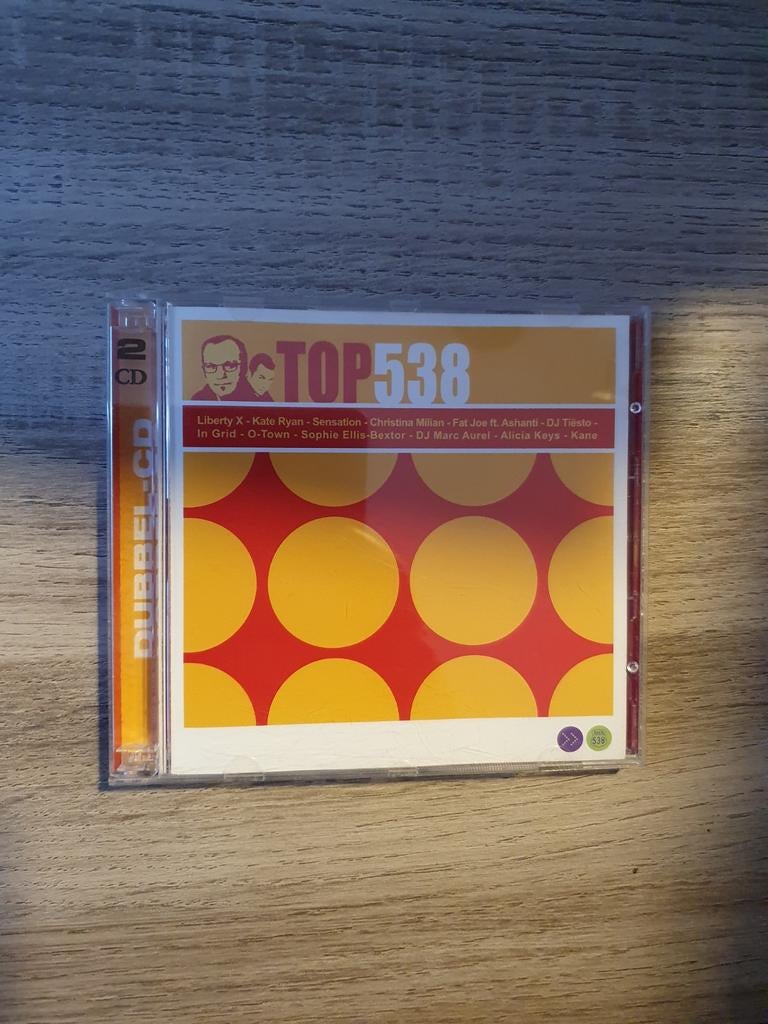 2
CD
DUBBEL-CD
TOP538
Liberty X - Kate Ryan - Sensation - Christina Milian - Fat Joe ft. Ashanti - DJ Tiësto -
In Grid - O-Town - Sophie Ellis-Bextor - DJ Marc Aurel - Alicia Keys - Kane
538